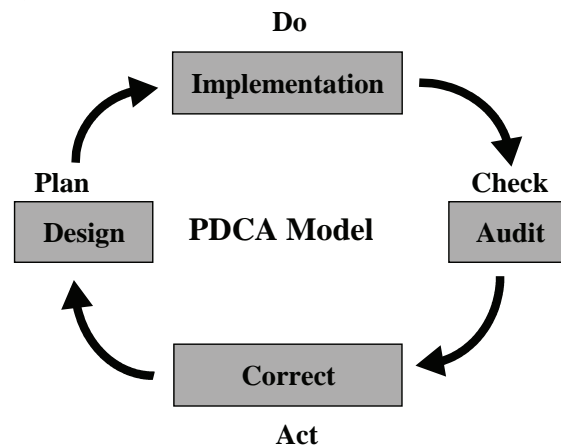 Do
Implementation
Plan
Check
Design
PDCA Model
Audit
Correct
Act